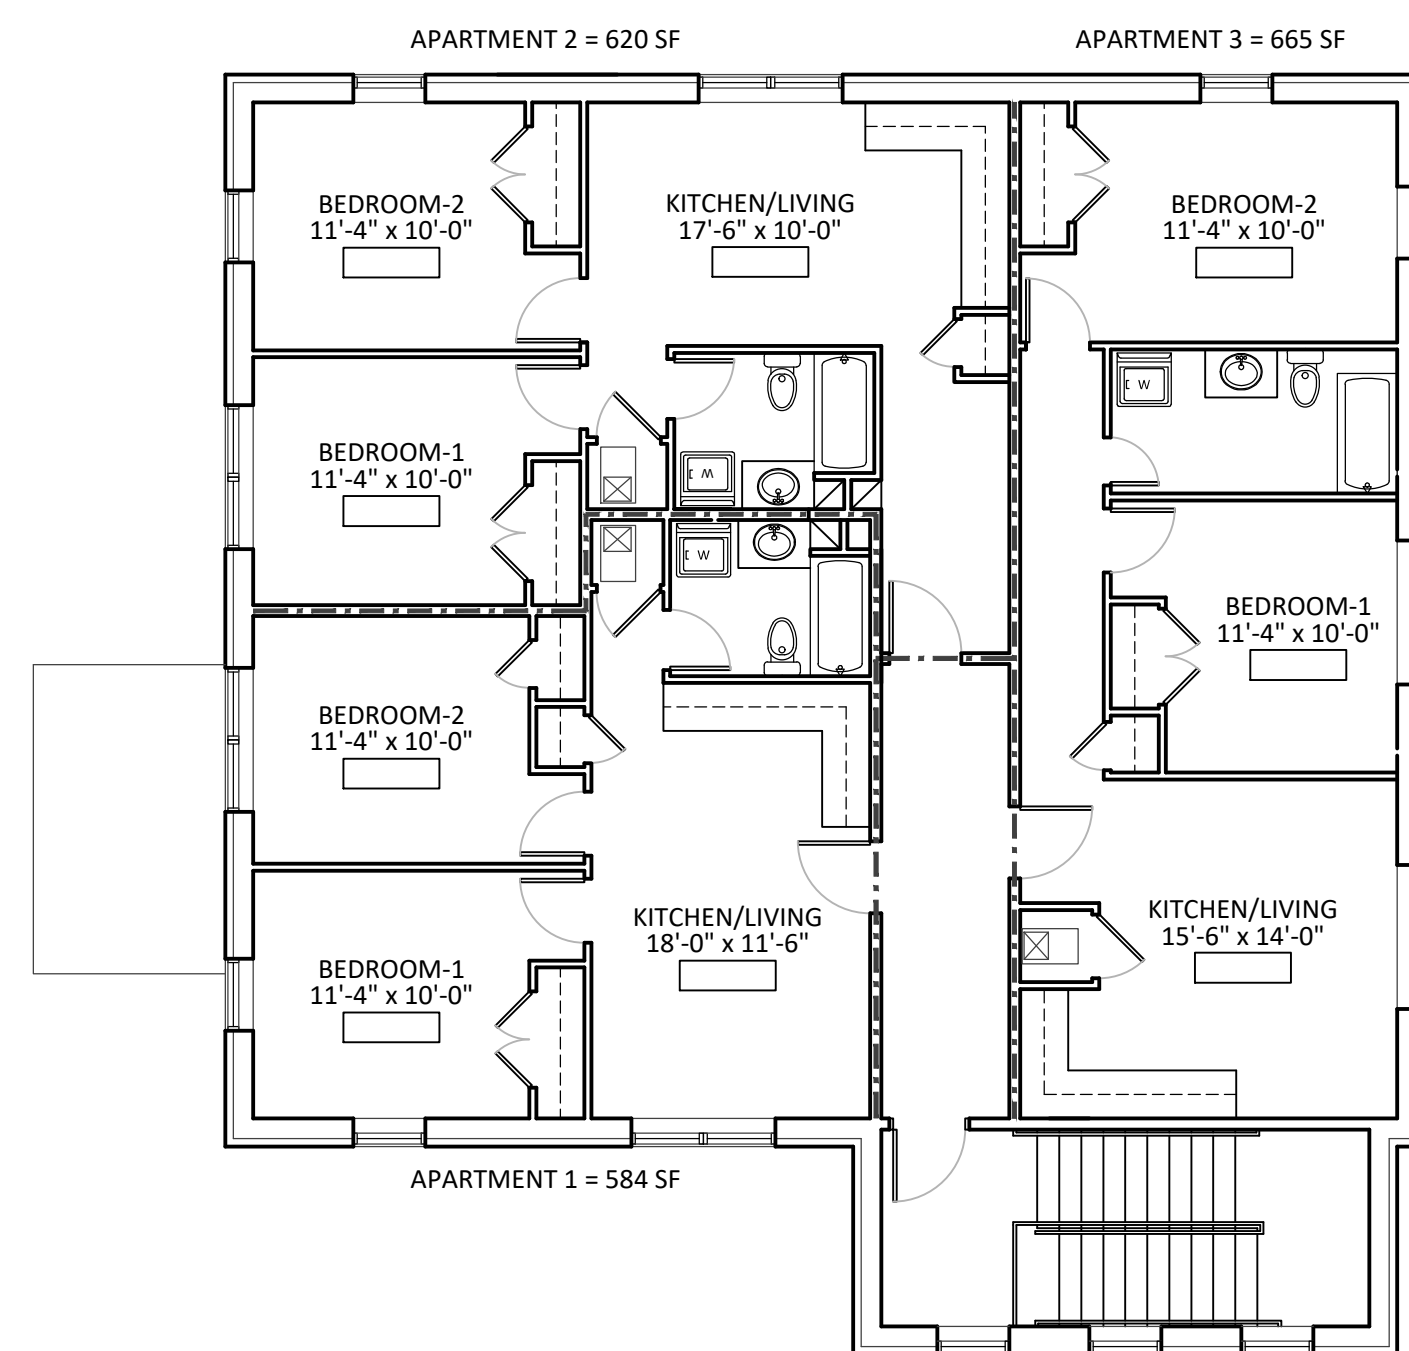 APARTMENT 2 = 620 SF
APARTMENT 3 = 665 SF
BEDROOM-2
11'-4" x 10'-0"
KITCHEN/LIVING
17'-6" x 10'-0"
BEDROOM-2
11'-4" x 10'-0"
W
BEDROOM-1
11'-4" x 10'-0"
W
W
BEDROOM-1
11'-4" x 10'-0"
BEDROOM-2
11'-4" x 10'-0"
KITCHEN/LIVING
18'-0" x 11'-6"
KITCHEN/LIVING
15'-6" x 14'-0"
BEDROOM-1
11'-4" x 10'-0"
APARTMENT 1 = 584 SF